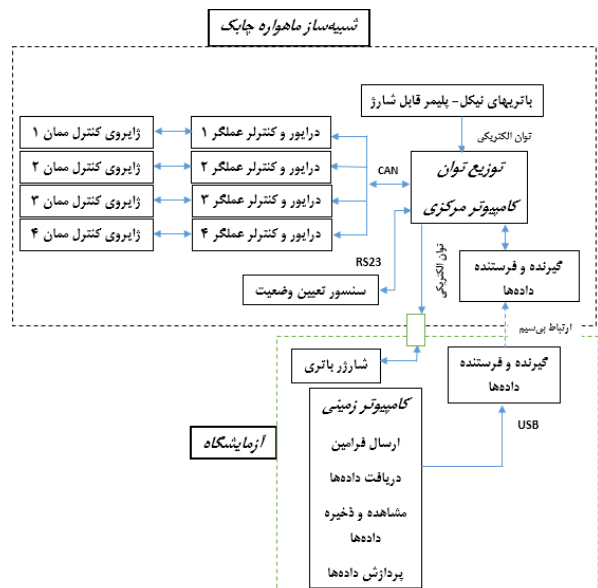 شبیه‌ساز ماهواره چابک
باتریهای نیکل- پلیمر قابل شارژ
توان الکتریکی
توزیع توان
کامپیوتر مرکزی
CAN
درایور و کنترلر عملگر ۱
ژایروی کنترل ممان ۱
درایور و کنترلر عملگر ۲
ژایروی کنترل ممان ۲
درایور و کنترلر عملگر ۳
ژایروی کنترل ممان ۳
درایور و کنترلر عملگر ۴
ژایروی کنترل ممان ۴
RS23
سنسور تعیین وضعیت
توان الکتریکی
گیرنده و فرستنده
داده‌ها
ارتباط بی‌سیم
گیرنده و فرستنده
داده‌ها
شارژر باتری
USB
کامپیوتر زمینی
ارسال فرامین
دریافت داده‌ها
مشاهده و ذخیره
داده‌ها
پردازش داده‌ها
آزمایشگاه